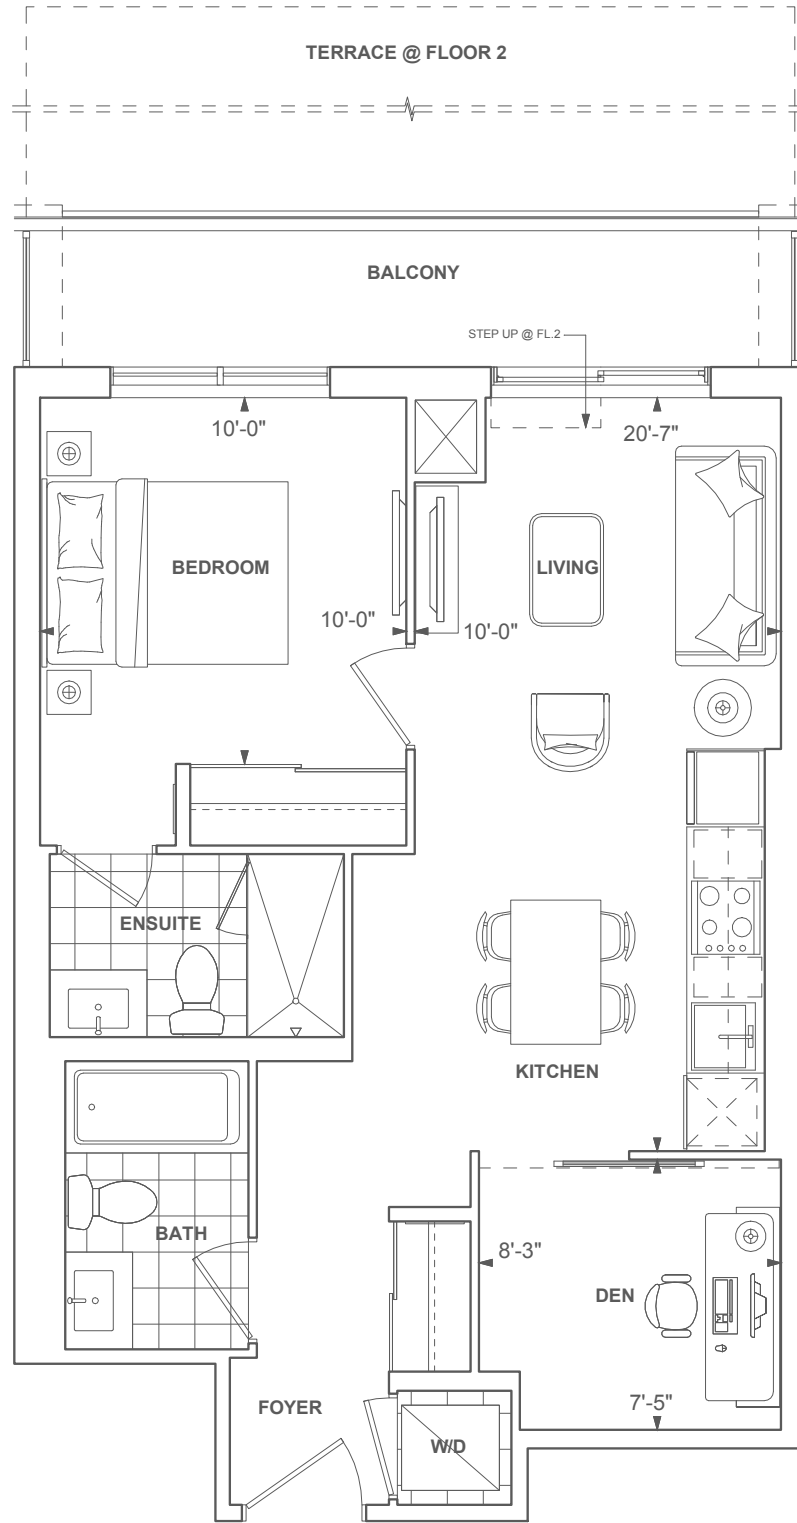 TERRACE @ FLOOR 2
BALCONY
STEP UP @ FL.2
10'-0"
20'-7"
BEDROOM
LIVING
10'-0"
10'-0"
ENSUITE
KITCHEN
BATH
8'-3"
DEN
7'-5"
FOYER
W/D